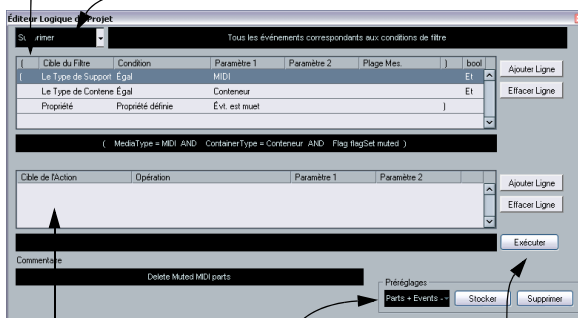 Éditeur Logique de Projet
Supprimer
Tous les événements correspondants aux conditions de filtre
( Cible du Filtre Condition Paramètre 1 Paramètre 2 Plage Mes. ) bool
( Le Type de Support Égal MIDI Et
Le Type de Contene Égal Conteneur Et
Propriété Propriété définie Évt. est muet )
Ajouter Ligne
Effacer Ligne
( MediaType = MIDI AND ContainerType = Conteneur AND Flag flagSet muted )
Cible de l'Action Opération Paramètre 1 Paramètre 2
Ajouter Ligne
Effacer Ligne
Exécuter
Commentaire
Delete Muted MIDI parts
Préréglages
Parts + Events -
Stocker
Supprimer